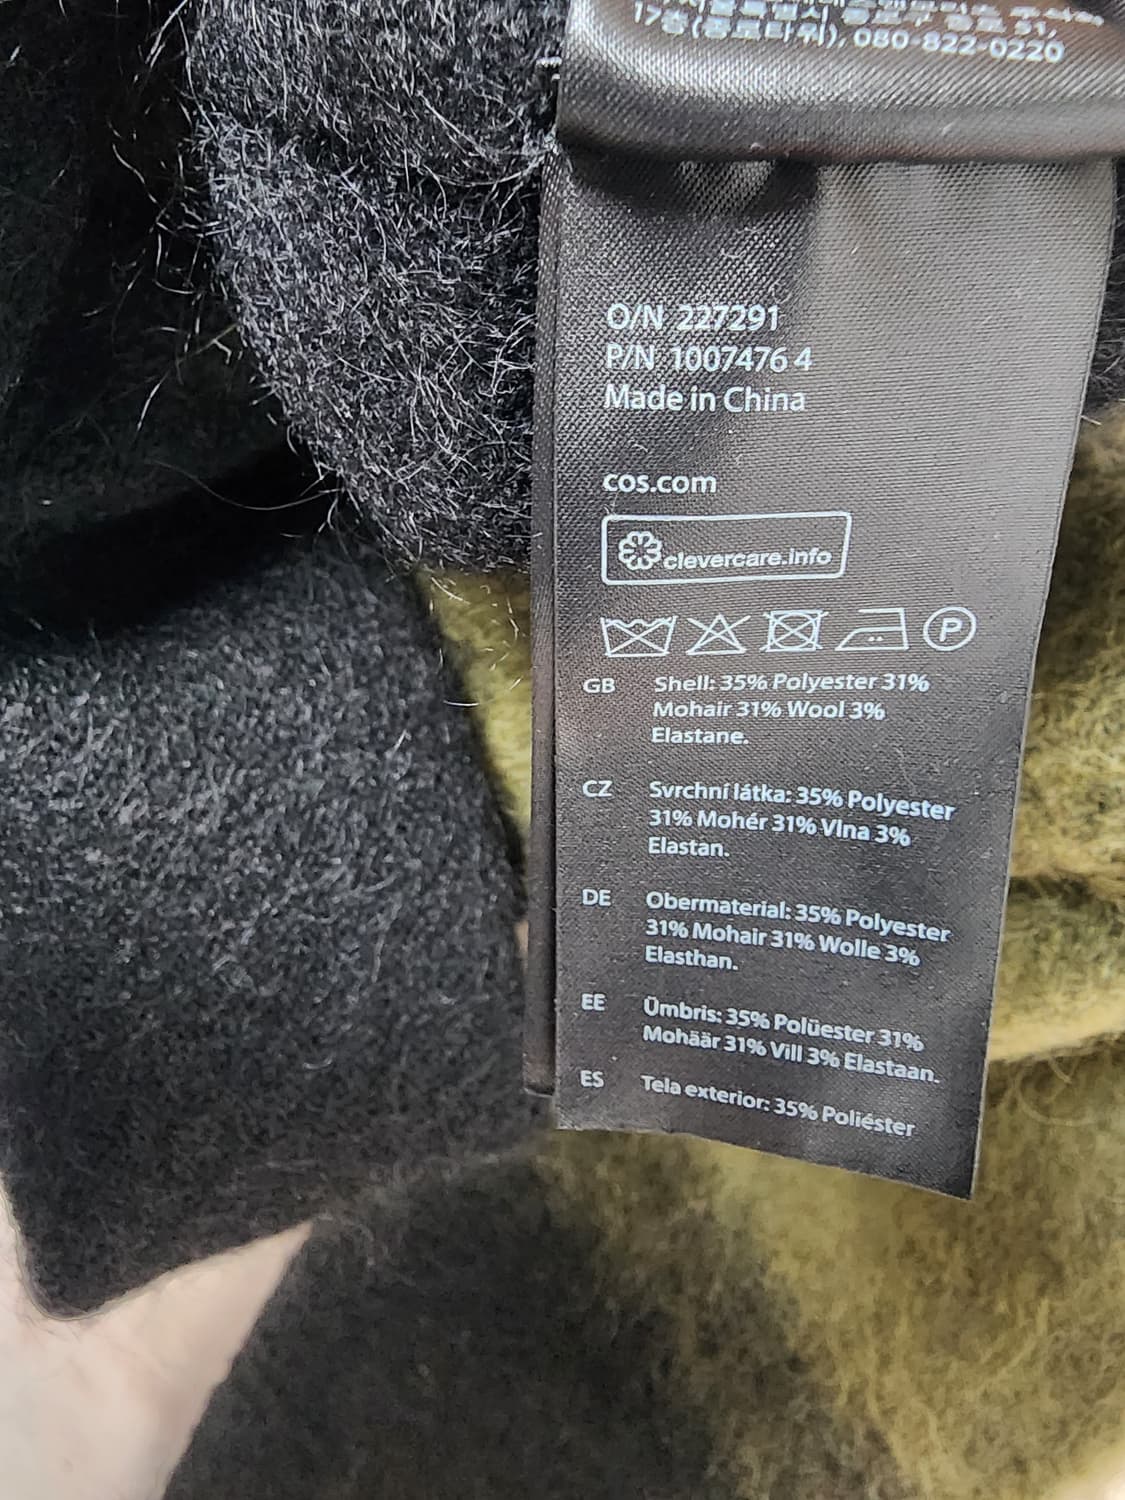 31,
17층(종로타워), 080-822-0220
O/N 227291
P/N 1007476 4
Made in China
cos.com
clevercare.info
P
GB Shell: 35% Polyester 31%
Mohair 31% Wool 3%
Elastane.
CZ Svrchní látka: 35% Polyester
31% Mohér 31% Vlna 3%
Elastan.
DE Obermaterial: 35% Polyester
31% Mohair 31% Wolle 3%
Elasthan.
EE Ümbris: 35% Polüester 31%
Mohäär 31% Vill 3% Elastaan.
ES Tela exterior: 35% Poliéster